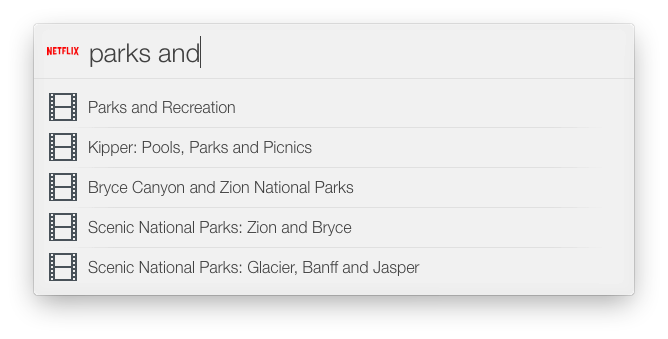 NETFLIX parks and
Parks and Recreation
Kipper: Pools, Parks and Picnics
Bryce Canyon and Zion National Parks
Scenic National Parks: Zion and Bryce
Scenic National Parks: Glacier, Banff and Jasper